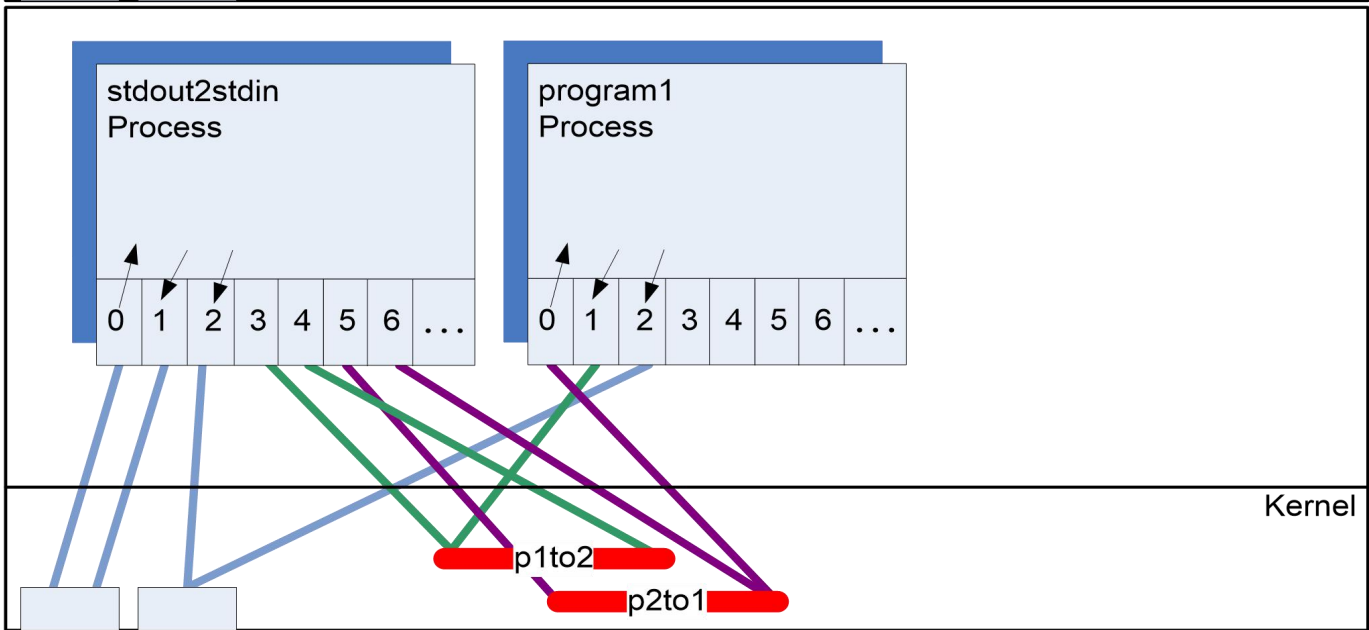 stdout2stdin
Process
program1
Process
0 1 2 3 4 5 6 ...
0 1 2 3 4 5 6 ...
Kernel
p1to2
p2to1